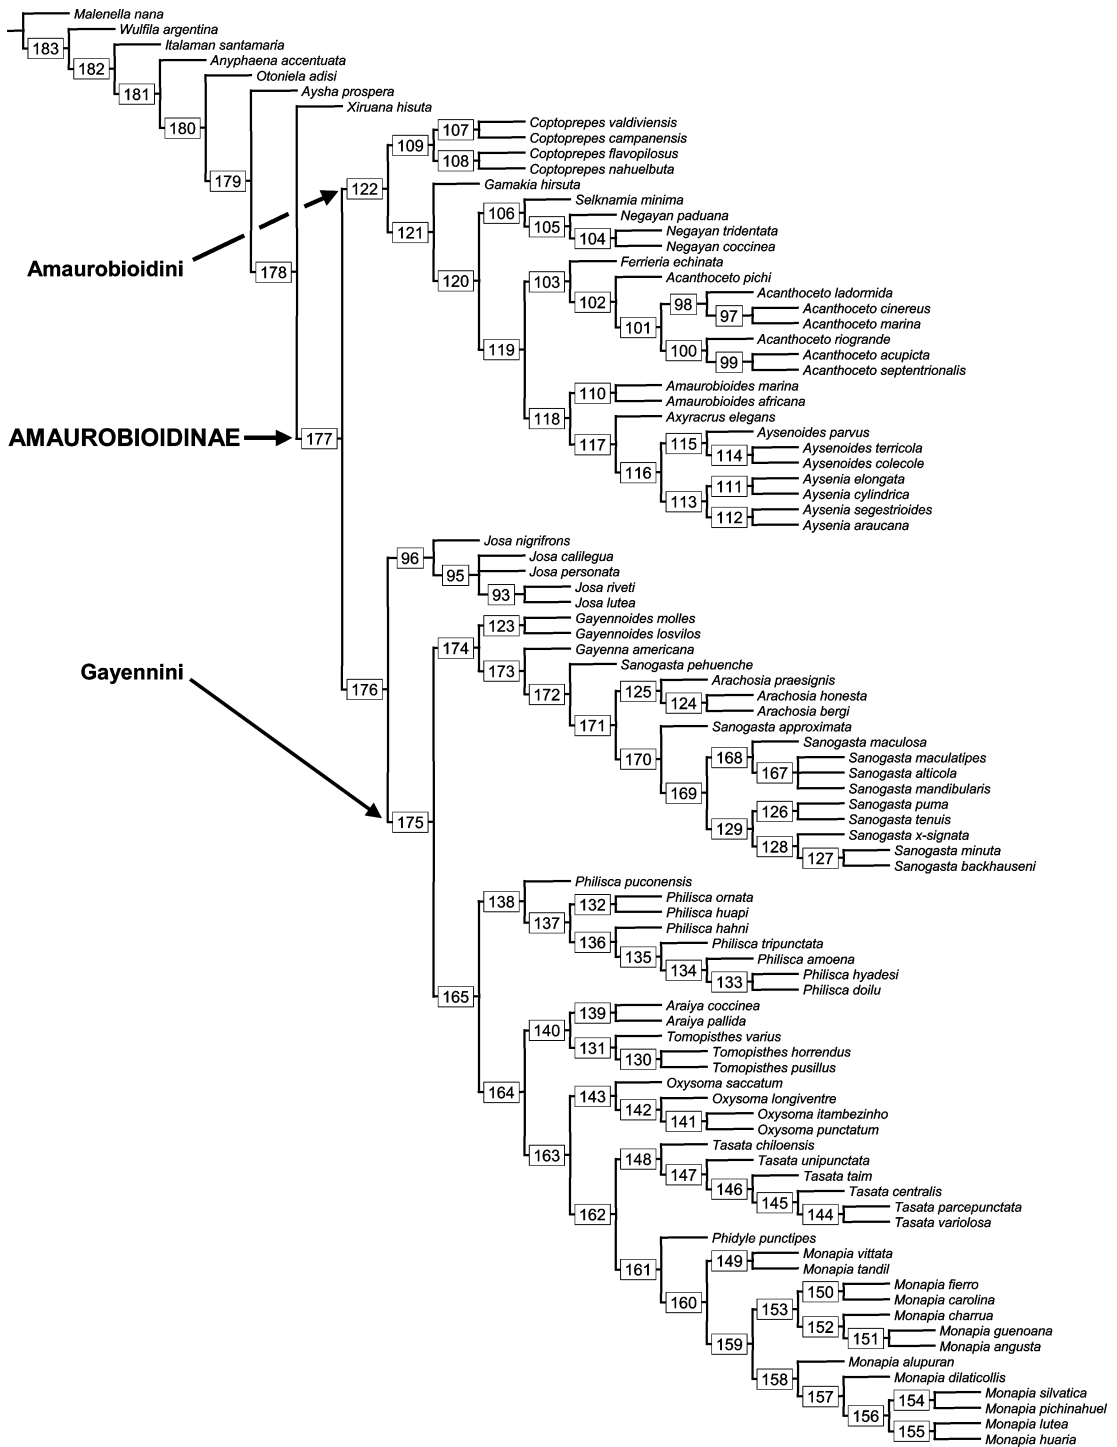 Malenella nana
Wulfila argentina
183
Italaman santamaria
182
Anyphaena accentuata
Otoniela adisi
181
Aysha prospera
Xiruana hisuta
Coptoprepes valdiviensis
180
107
Coptoprepes campanensis
109
Coptoprepes flavopilosus
108
Coptoprepes nahuelbuta
179
Gamakia hirsuta
122
Selknamia minima
106
Negayan paduana
105
Negayan tridentata
121
104
Negayan coccinea
Ferrieria echinata
Amaurobioidini
178
Acanthoceto pichi
120
103
Acanthoceto ladormida
102
98
Acanthoceto cinereus
97
Acanthoceto marina
101
Acanthoceto riogrande
119
100
Acanthoceto acupicta
99
Acanthoceto septentrionalis
Amaurobioides marina
110
Amaurobioides africana
118
Axyracrus elegans
Aysenoides parvus
AMAUROBIOIDINAE
177
117
115
Aysenoides terricola
114
Aysenoides colecole
116
Aysenia elongata
111
Aysenia cylindrica
113
Aysenia segestrioides
112
Aysenia araucana
Josa nigrifrons
96
Josa calilegua
95
Josa personata
Josa riveti
93
Josa lutea
Gayennoides molles
123
Gayennoides losvilos
174
Gayenna americana
Gayennini
173
Sanogasta pehuenche
176
172
125
Arachosia praesignis
Arachosia honesta
124
Arachosia bergi
171
Sanogasta approximata
Sanogasta maculosa
170
168
Sanogasta maculatipes
167
Sanogasta alticola
169
Sanogasta mandibularis
Sanogasta puma
126
Sanogasta tenuis
175
129
Sanogasta x-signata
128
Sanogasta minuta
127
Sanogasta backhauseni
Philisca puconensis
138
Philisca ornata
132
Philisca huapi
137
Philisca hahni
136
Philisca tripunctata
135
Philisca amoena
134
Philisca hyadesi
133
Philisca doilu
165
Araiya coccinea
139
Araiya pallida
140
Tomopisthes varius
131
Tomopisthes horrendus
130
Tomopisthes pusillus
164
Oxysoma saccatum
143
Oxysoma longiventre
142
Oxysoma itambezinho
141
Oxysoma punctatum
Tasata chiloensis
163
148
Tasata unipunctata
147
Tasata taim
146
Tasata centralis
145
Tasata parcepunctata
162
144
Tasata variolosa
Phidyle punctipes
Monapia vittata
161
149
Monapia tandil
Monapia fierro
150
160
Monapia carolina
153
Monapia charrua
152
Monapia guenoana
151
159
Monapia angusta
Monapia alupuran
158
Monapia dilaticollis
157
Monapia silvatica
154
Monapia pichinahuel
156
Monapia lutea
155
Monapia huaria